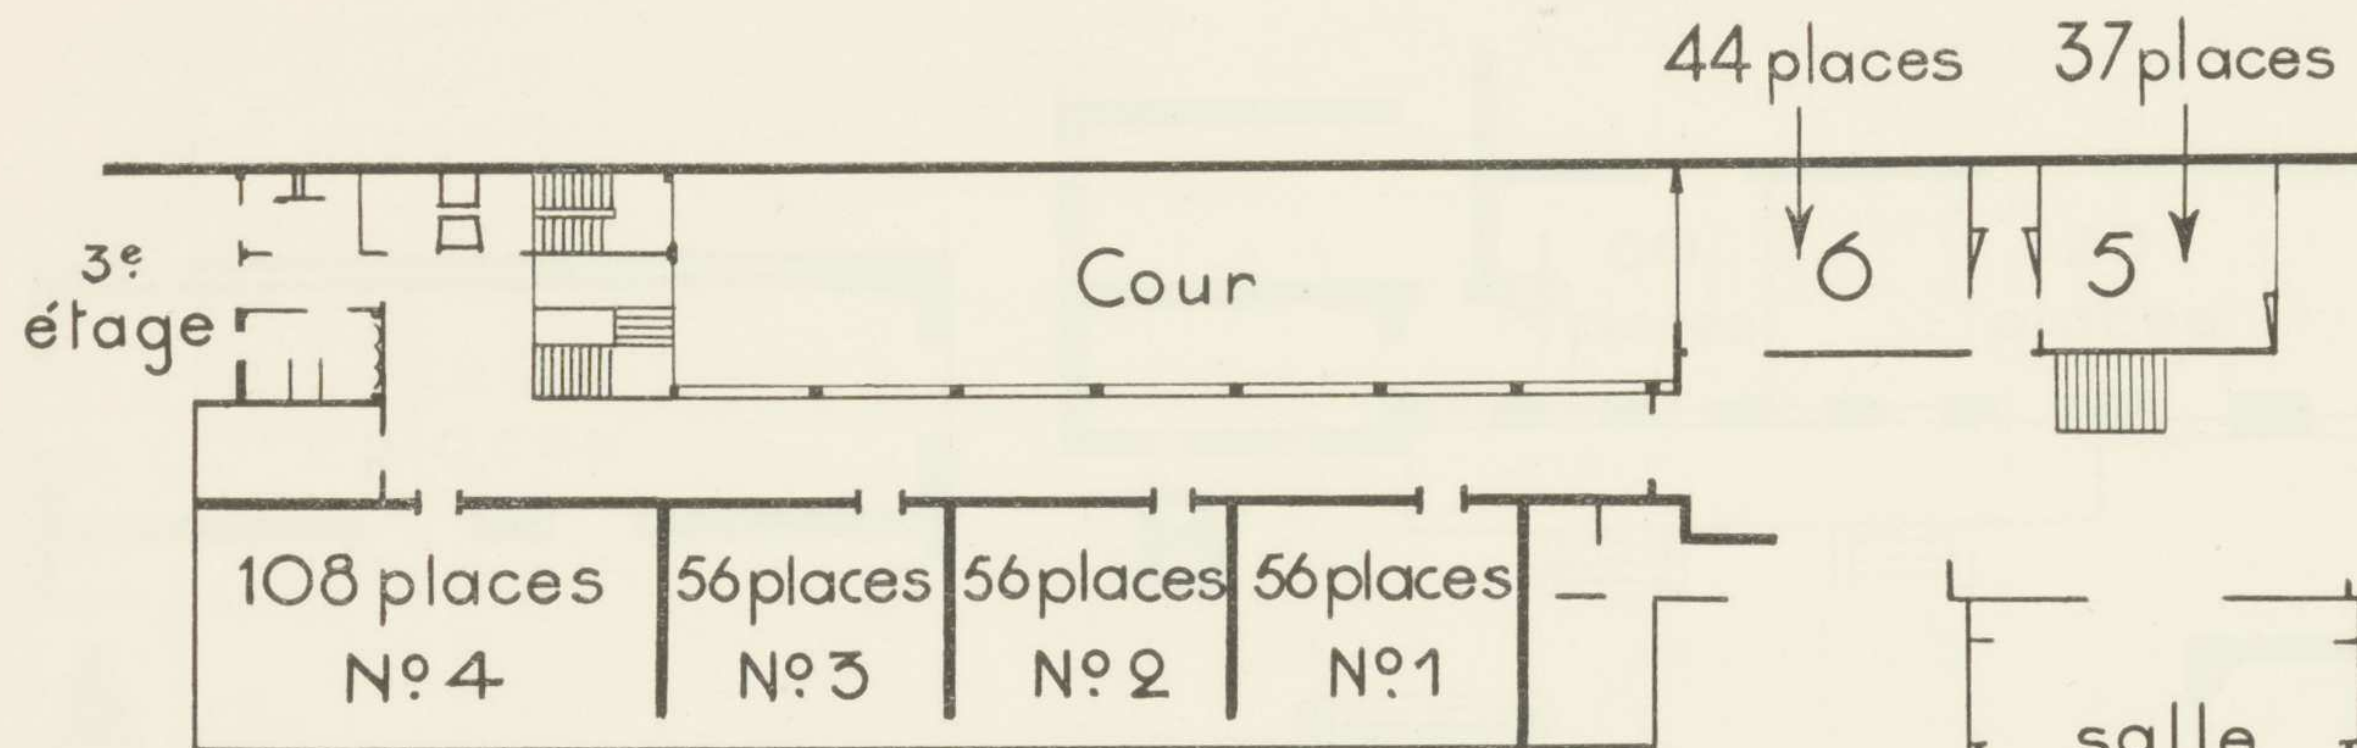 44 places
37 places
3e étage
Cour
6
5
108 places
No. 4
56 places
No. 3
56 places
No. 2
56 places
No. 1
salle